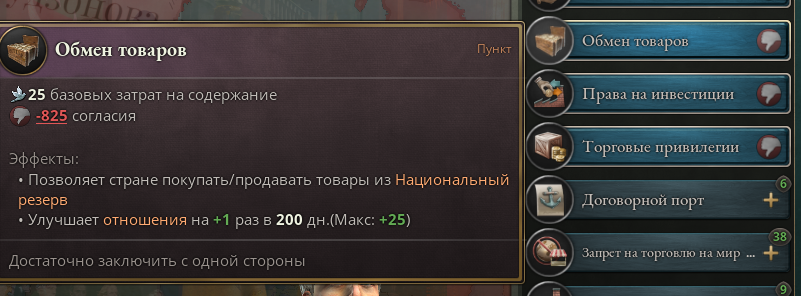 УДЗОНОВ
Обмен товаров
Пункт
25 базовых затрат на содержание
-825 согласия
Эффекты:
• Позволяет стране покупать/продавать товары из Национальный
резерв
• Улучшает отношения на +1 раз в 200 дн.(Макс: +25)
Достаточно заключить с одной стороны
Обмен товаров
Права на инвестиции
Торговые привилегии
6
Договорной порт
38
Запрет на торговлю на мир ...
9